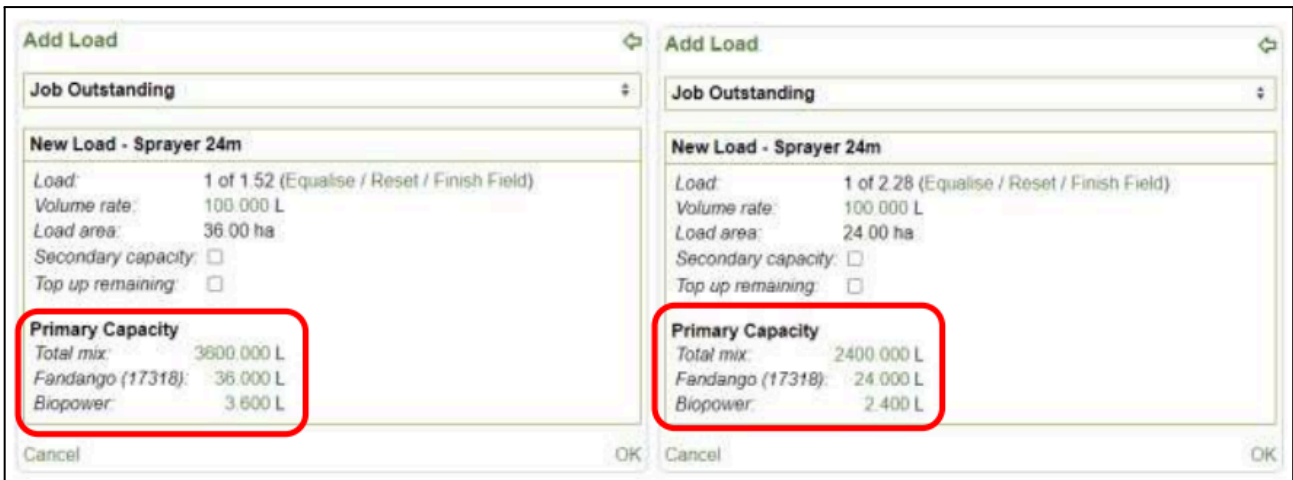 Add Load
Job Outstanding
New Load - Sprayer 24m
Load: 1 of 1.52 (Equalise / Reset / Finish Field)
Volume rate: 100.000 L
Load area: 36.00 ha
Secondary capacity:
Top up remaining:
Primary Capacity
Total mix: 3600.000 L
Fandango (17318): 36.000 L
Biopower: 3.600 L
Cancel OK
Add Load
Job Outstanding
New Load - Sprayer 24m
Load: 1 of 2.28 (Equalise / Reset / Finish Field)
Volume rate: 100.000 L
Load area: 24.00 ha
Secondary capacity:
Top up remaining:
Primary Capacity
Total mix: 2400.000 L
Fandango (17318): 24.000 L
Biopower: 2.400 L
Cancel OK